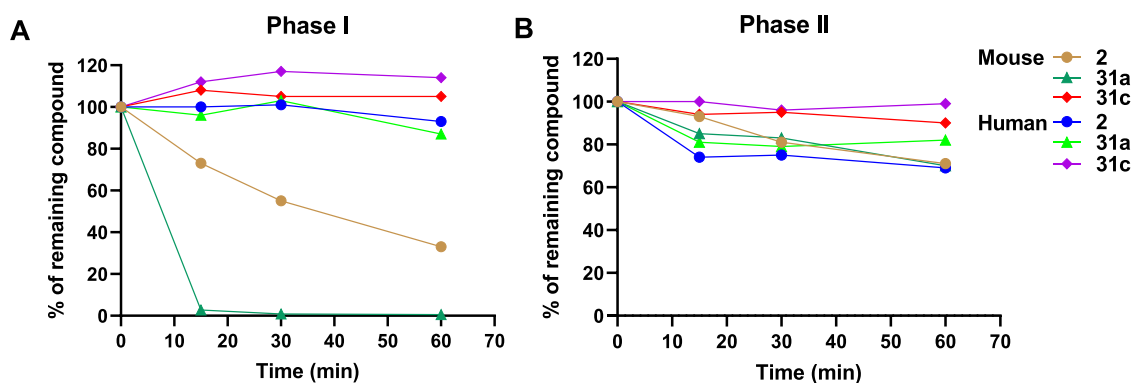 A
Phase I
% of remaining compound
120
100
80
60
40
20
0
0 10 20 30 40 50 60 70
Time (min)
B
Phase II
% of remaining compound
120
100
80
60
40
20
0
0 10 20 30 40 50 60 70
Time (min)
Mouse 2
31a
31c
Human 2
31a
31c